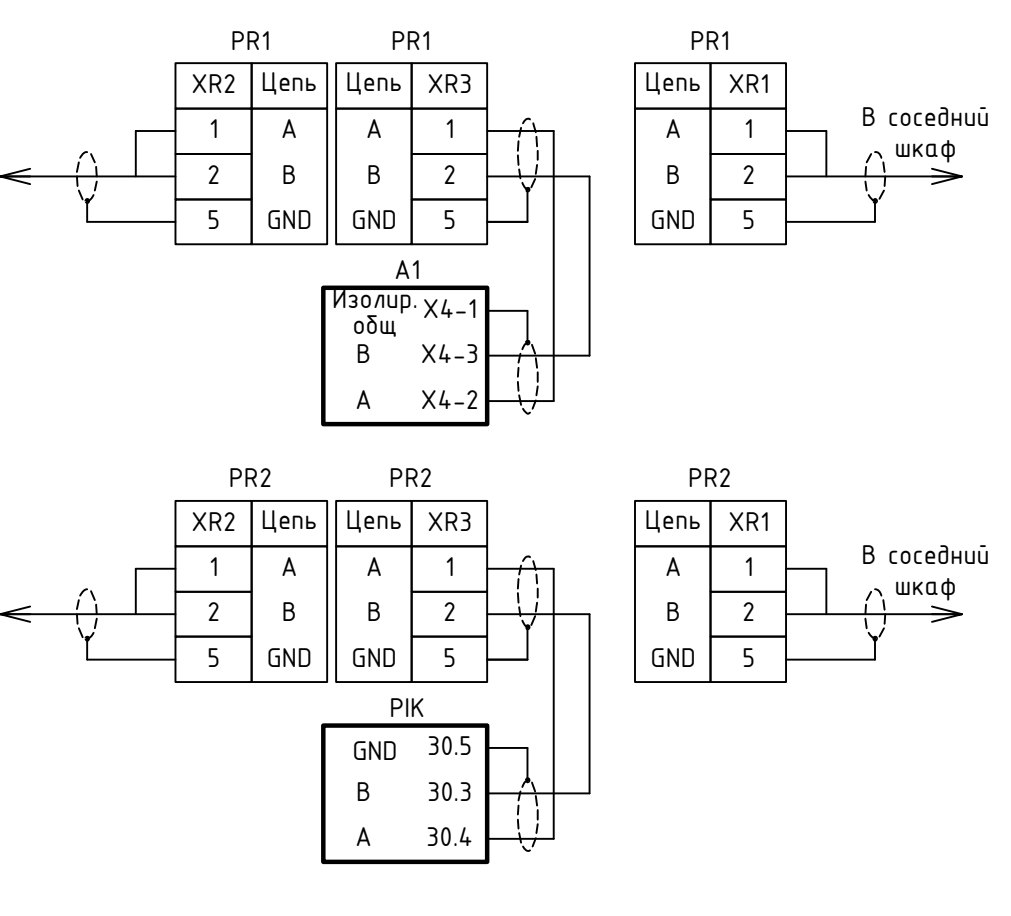 PR1 PR1 PR1
XR2 Цепь Цепь XR3 Цепь XR1
1 A A 1 A 1
2 B B 2 B 2
5 GND GND 5 GND 5
В соседний
шкаф
A1
Изолир. X4-1
общ
B X4-3
A X4-2
PR2 PR2 PR2
XR2 Цепь Цепь XR3 Цепь XR1
1 A A 1 A 1
2 B B 2 B 2
5 GND GND 5 GND 5
В соседний
шкаф
PIK
GND 30.5
B 30.3
A 30.4